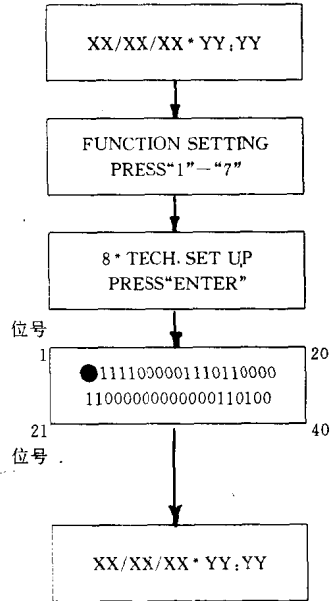 XX/XX/XX * YY:YY
FUNCTION SETTING
PRESS“1”—“7”
8 * TECH. SET UP
PRESS“ENTER”
位号
1 20
●1111000001110110000
11000000000000110100
21 40
位号
XX/XX/XX * YY:YY